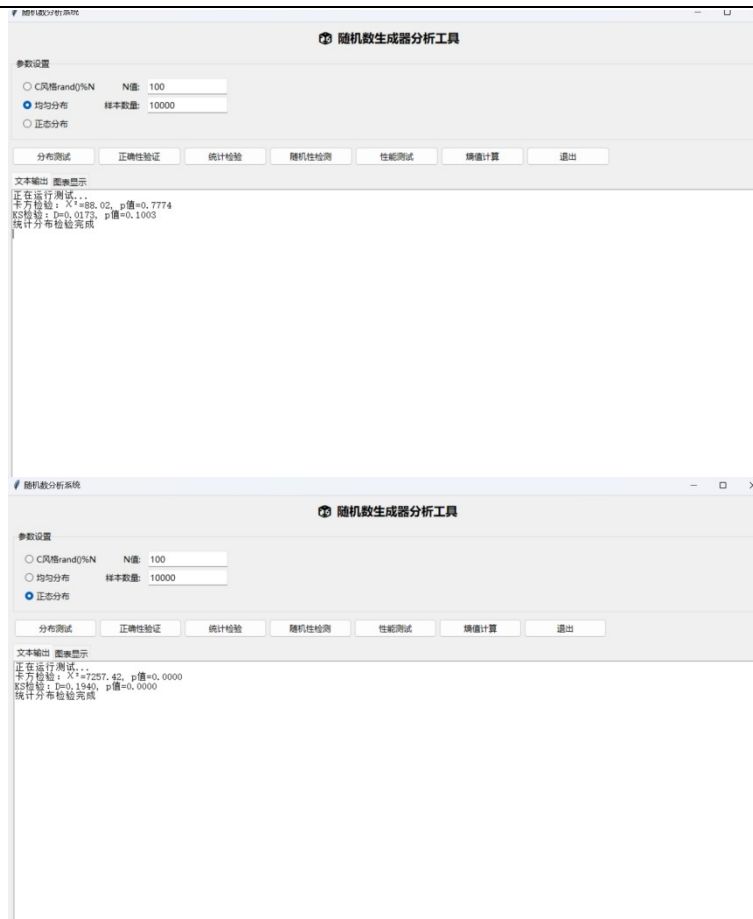 随机数分析系统
随机数生成器分析工具
参数设置
C风格rand()%N N值: 100
均匀分布 样本数量: 10000
正态分布
分布测试 正确性验证 统计检验 随机性检测 性能测试 熵值计算 退出
文本输出 图表显示
正在运行测试...
卡方检验: X²=88.02, p值=0.7774
KS检验: D=0.0173, p值=0.1003
统计分布检验完成
随机数分析系统
随机数生成器分析工具
参数设置
C风格rand()%N N值: 100
均匀分布 样本数量: 10000
正态分布
分布测试 正确性验证 统计检验 随机性检测 性能测试 熵值计算 退出
文本输出 图表显示
正在运行测试...
卡方检验: X²=7257.42, p值=0.0000
KS检验: D=0.1940, p值=0.0000
统计分布检验完成